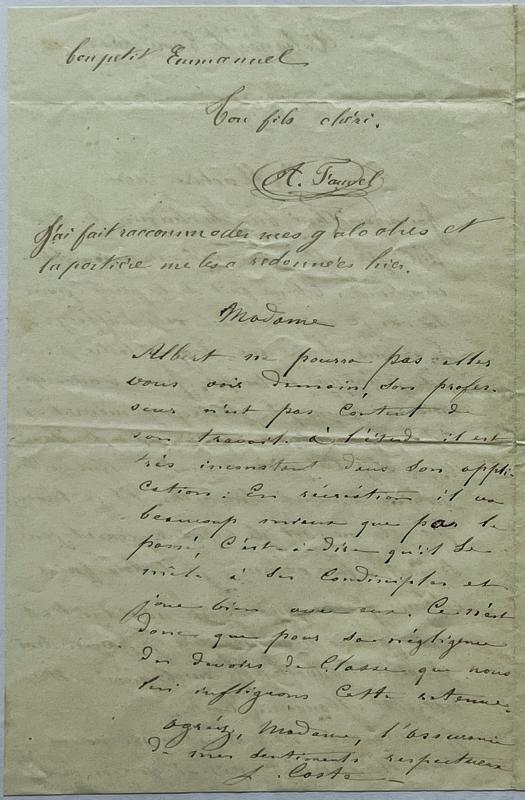 bon petit Emmanuel
Ton fils chéri.
A. Fauvel
J'ai fait raccommoder mes galoches et
la portière me les a redonnées hier.
Madame
Albert ne pourra pas aller
vous voir demain, son profes-
seur n'est pas content de
son travail. à l'étude il est
très inconstant dans son appli-
cation : En récréation il va
beaucoup mieux que par le
passé, C'est-à-dire qu'il Se
mêle à Ses Condisciples et
joue bien avec eux. Ce n'est
donc que pour sa négligence
des devoirs de Classe que nous
lui infligeons Cette retenue.
agréez, Madame, l'assurance
de mes sentiments respectueux
J. Coste